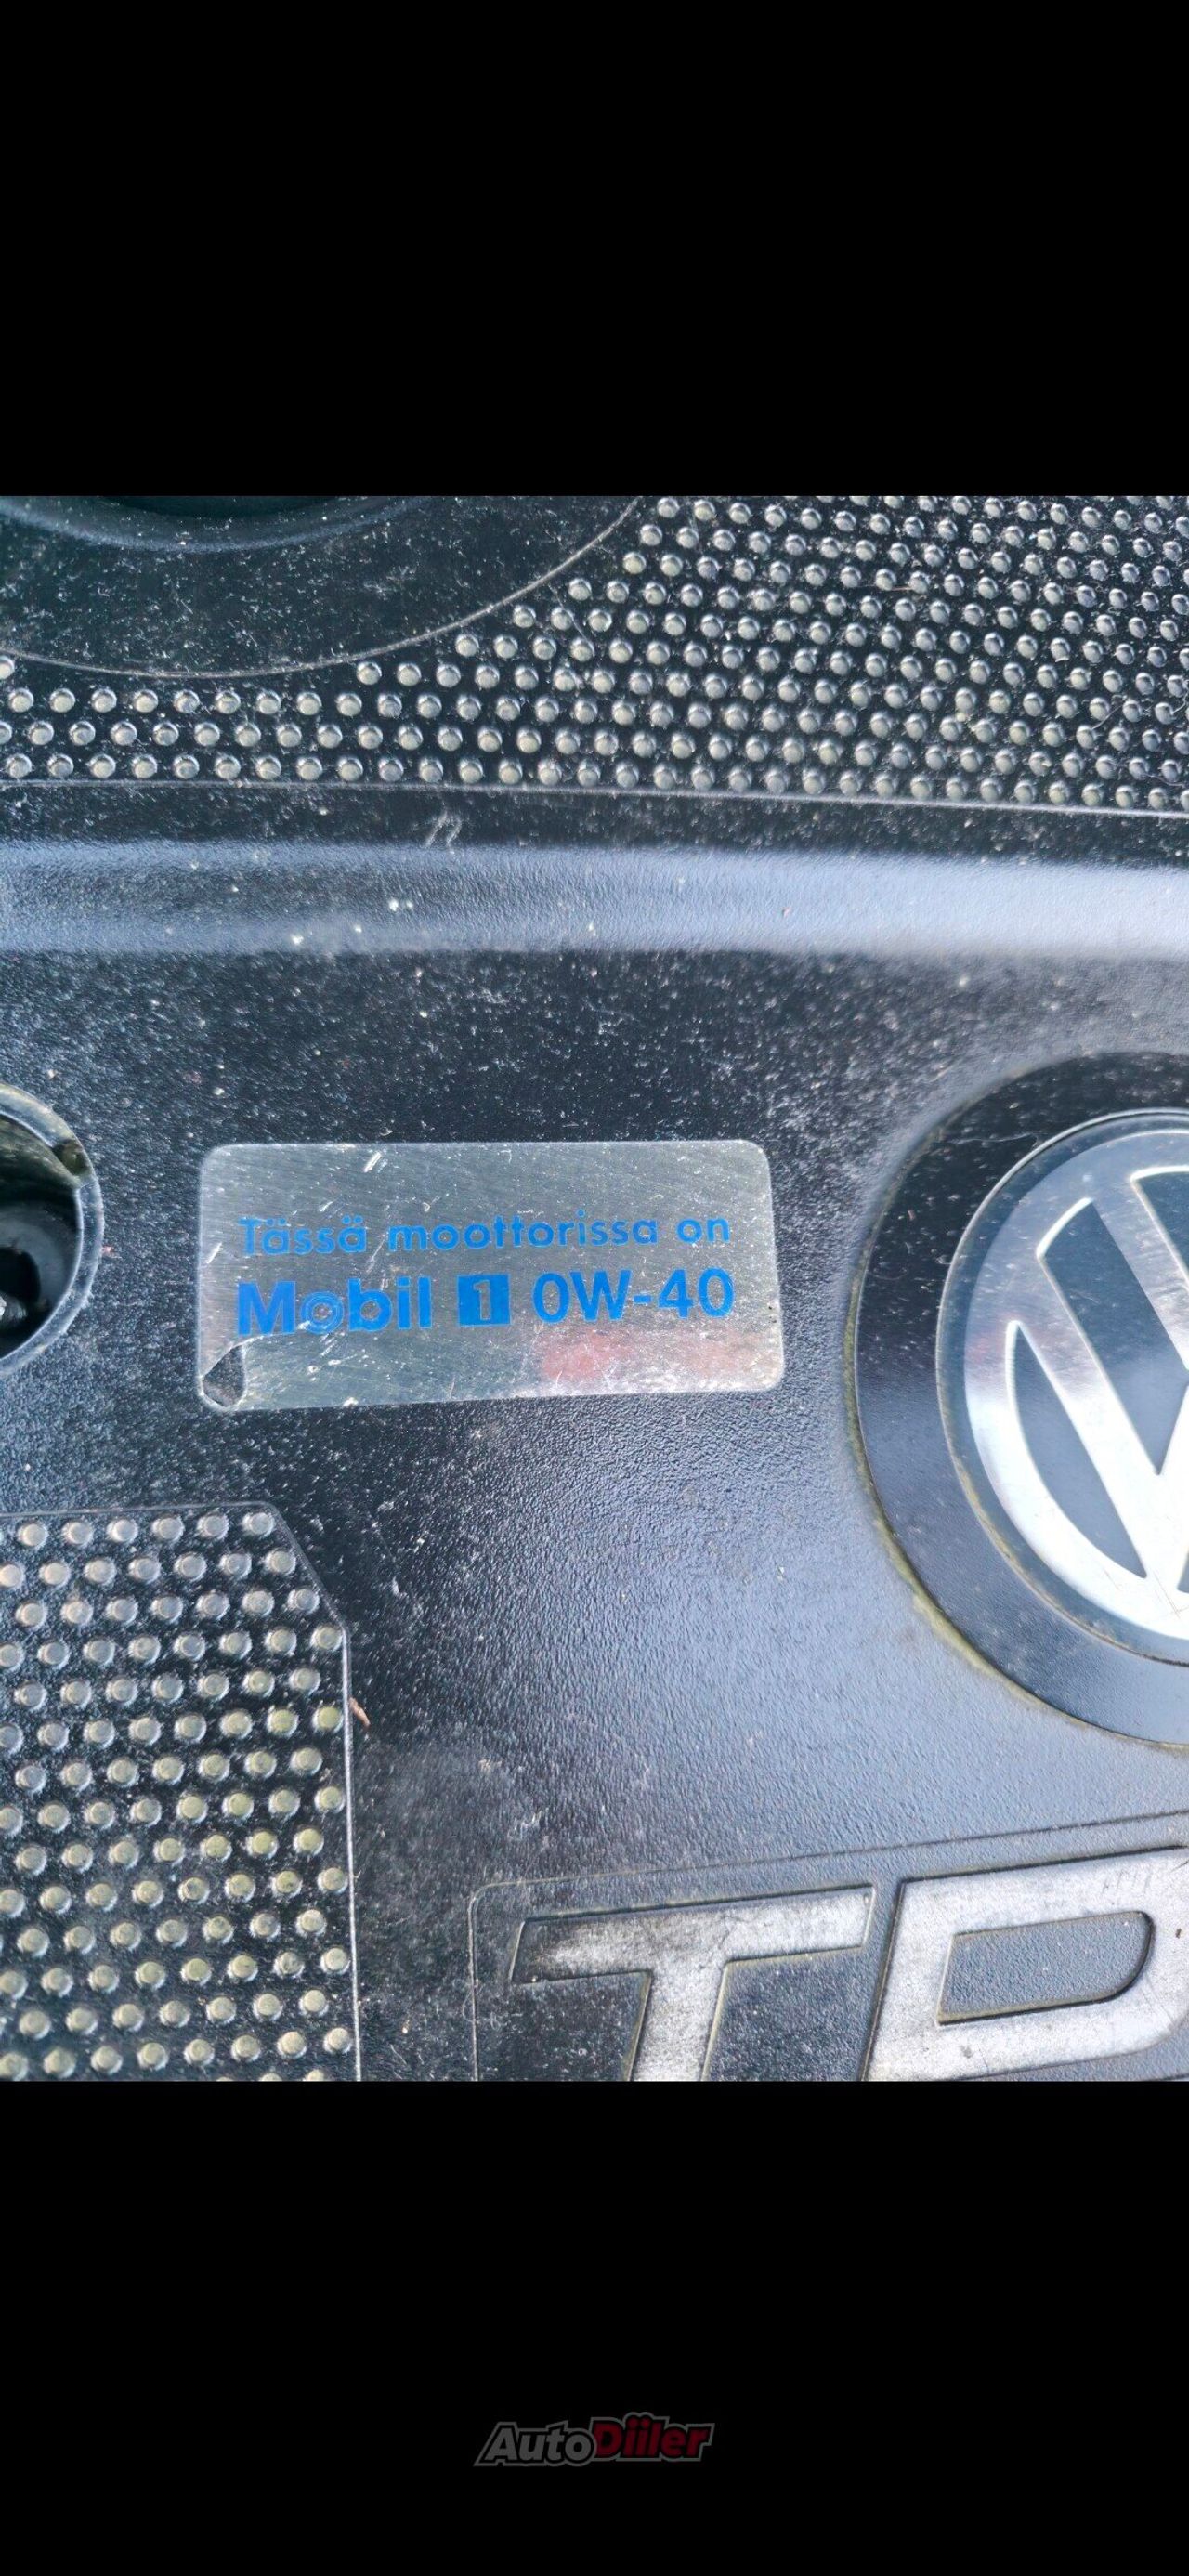 Tässä moottorissa on
Mobil 1 0W-40
AutoDiiler